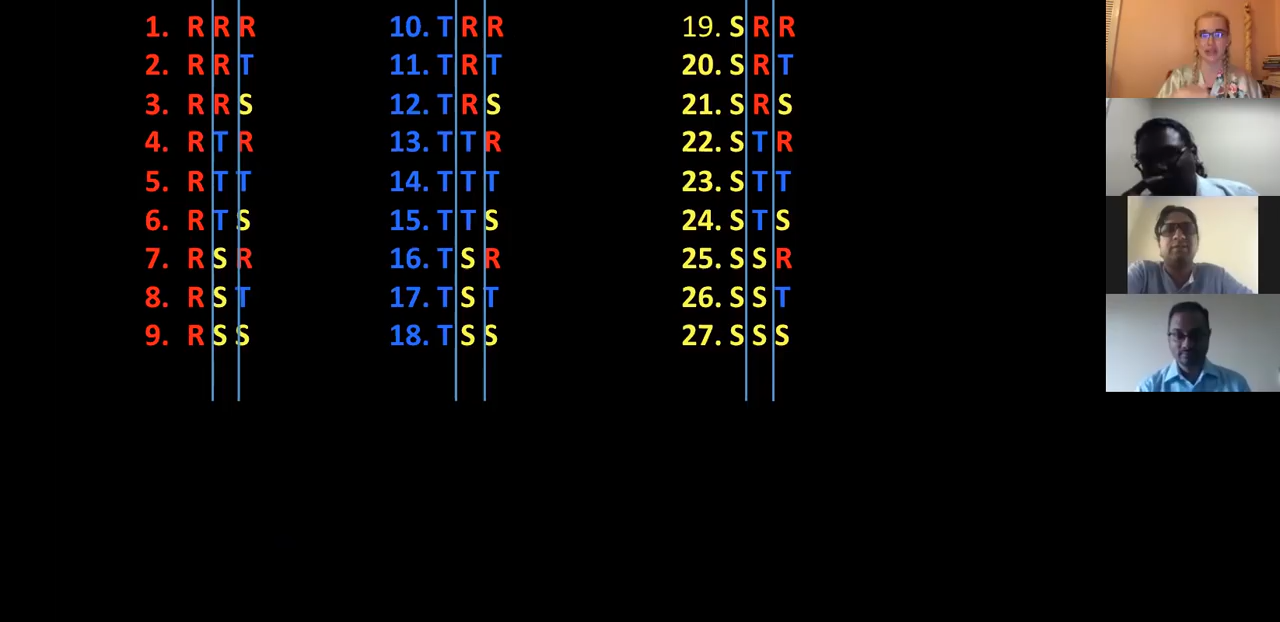 1. R R R
2. R R T
3. R R S
4. R T R
5. R T T
6. R T S
7. R S R
8. R S T
9. R S S
10. T R R
11. T R T
12. T R S
13. T T R
14. T T T
15. T T S
16. T S R
17. T S T
18. T S S
19. S R R
20. S R T
21. S R S
22. S T R
23. S T T
24. S T S
25. S S R
26. S S T
27. S S S